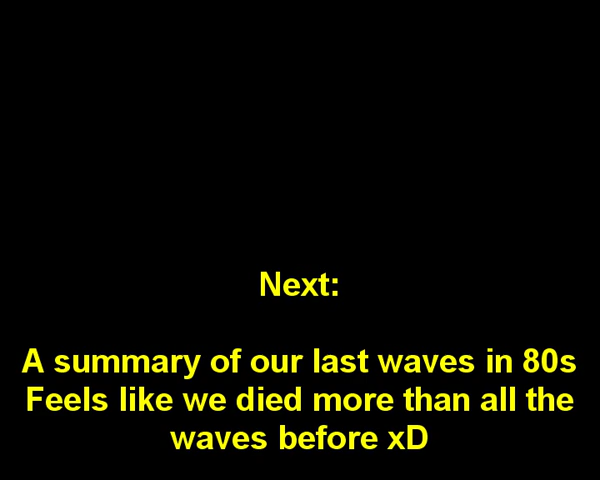 Next:
A summary of our last waves in 80s
Feels like we died more than all the
waves before xD